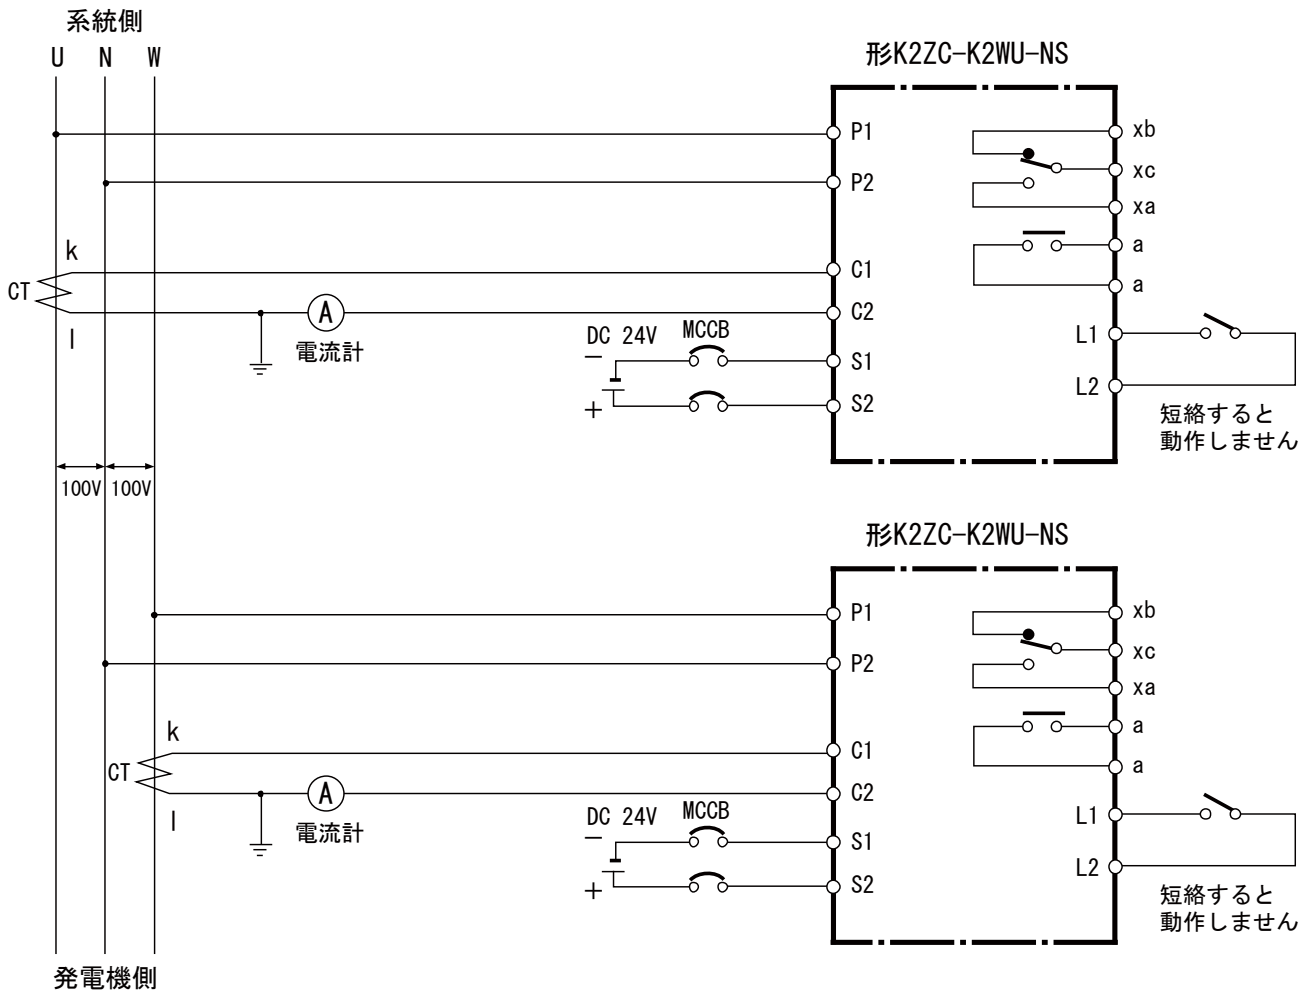 系統側
U N W
形K2ZC-K2WU-NS
P1
xb
xc
P2
xa
k
a
C1
CT
a
C2
A
l
電流計
DC 24V MCCB
L1
−
S1
L2
+
S2
短絡すると
動作しません
100V 100V
形K2ZC-K2WU-NS
P1
xb
xc
P2
xa
k
a
C1
CT
a
C2
A
l
電流計
DC 24V MCCB
L1
−
S1
L2
+
S2
短絡すると
動作しません
発電機側